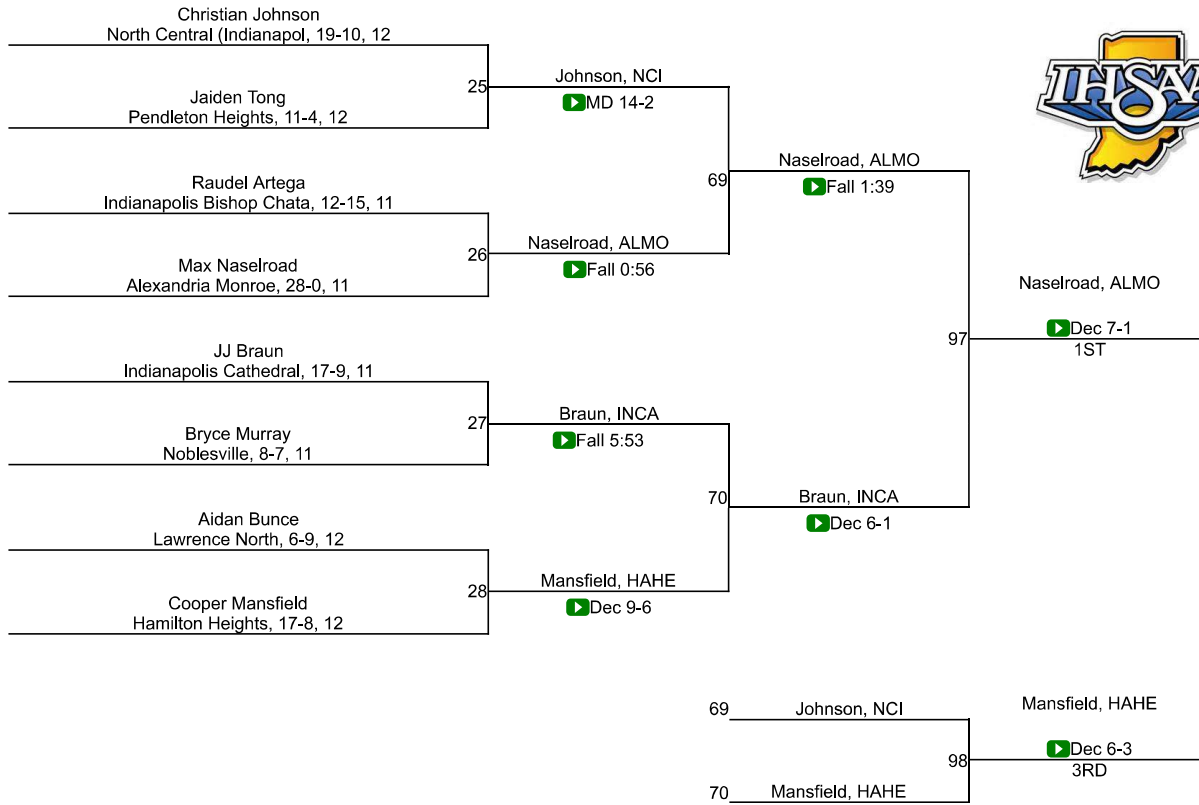 Christian Johnson
North Central (Indianapol, 19-10, 12
25
Johnson, NCI
MD 14-2
Jaiden Tong
Pendleton Heights, 11-4, 12
69
Naselroad, ALMO
Fall 1:39
Raudel Artega
Indianapolis Bishop Chata, 12-15, 11
26
Naselroad, ALMO
Fall 0:56
Max Naselroad
Alexandria Monroe, 28-0, 11
97
Naselroad, ALMO
Dec 7-1
1ST
JJ Braun
Indianapolis Cathedral, 17-9, 11
27
Braun, INCA
Fall 5:53
Bryce Murray
Noblesville, 8-7, 11
70
Braun, INCA
Dec 6-1
Aidan Bunce
Lawrence North, 6-9, 12
28
Mansfield, HAHE
Dec 9-6
Cooper Mansfield
Hamilton Heights, 17-8, 12
69
Johnson, NCI
98
Mansfield, HAHE
Dec 6-3
3RD
70
Mansfield, HAHE
IHSAA